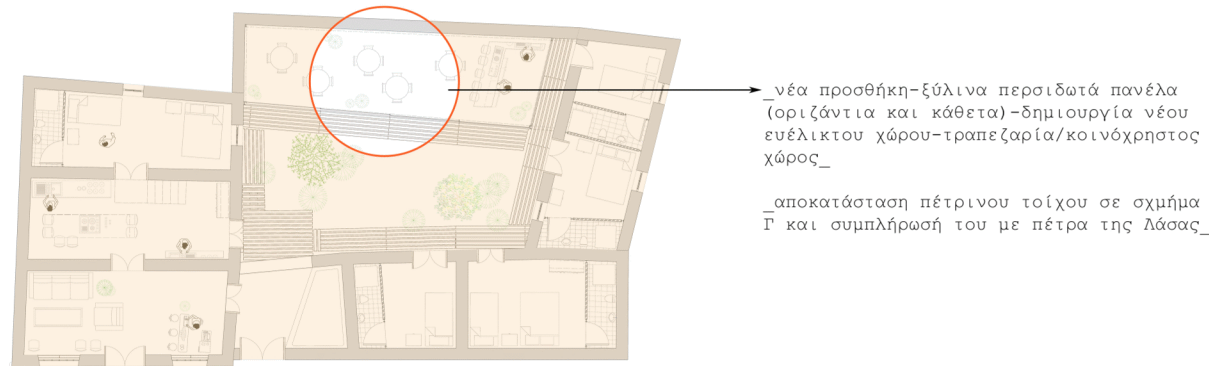 _νέα προσθήκη-ξύλινα περσιδωτά πανέλα
(οριζάντια και κάθετα)-δημιουργία νέου
ευέλικτου χώρου-τραπεζαρία/κοινόχρηστος
χώρος_
_αποκατάσταση πέτρινου τοίχου σε σχμήμα
Γ και συμπλήρωσή του με πέτρα της Λάσας_